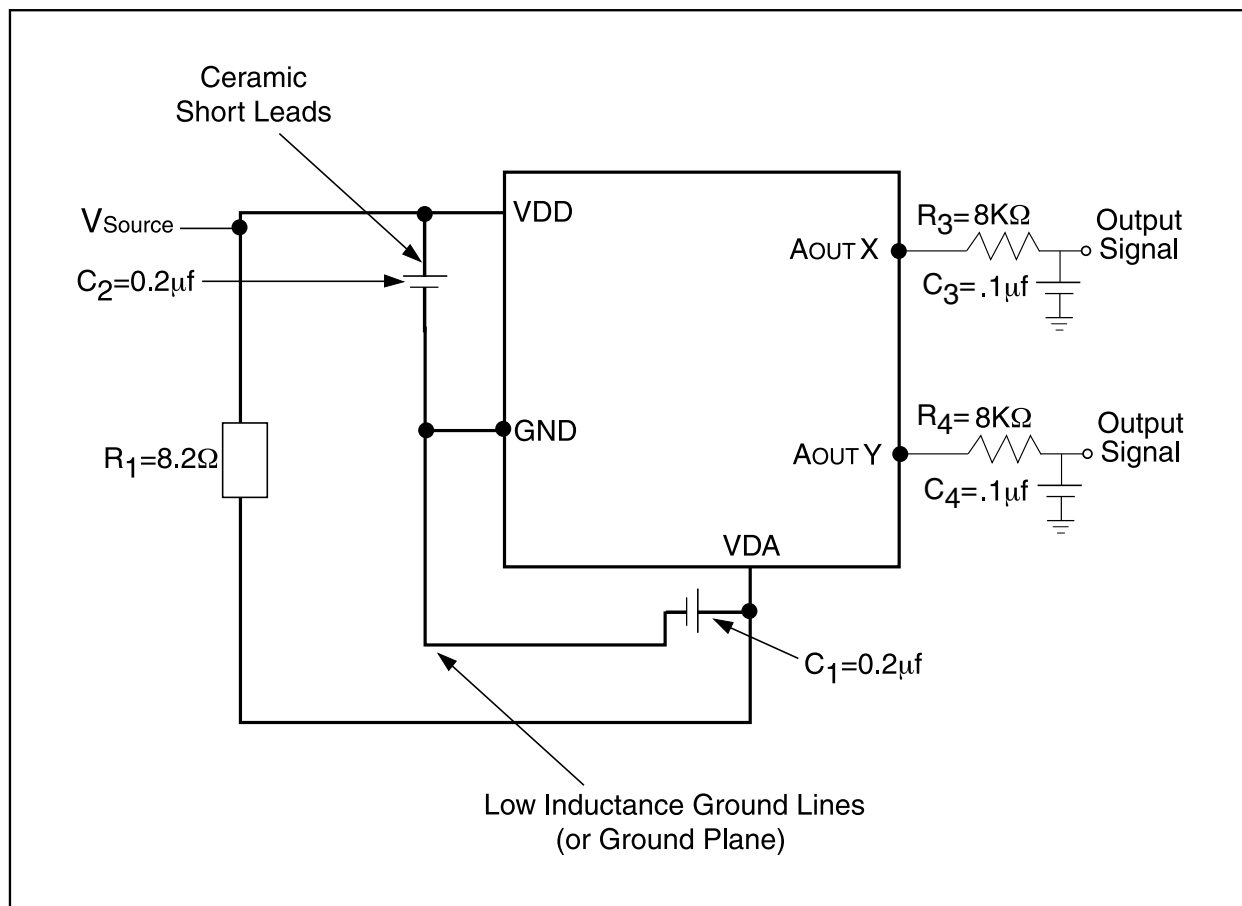 Ceramic
Short Leads
VSource
C2=0.2μf
R1=8.2Ω
VDD
GND
AOUT X
AOUT Y
VDA
R3=8KΩ
C3=.1μf
Output
Signal
R4=8KΩ
C4=.1μf
Output
Signal
C1=0.2μf
Low Inductance Ground Lines
(or Ground Plane)